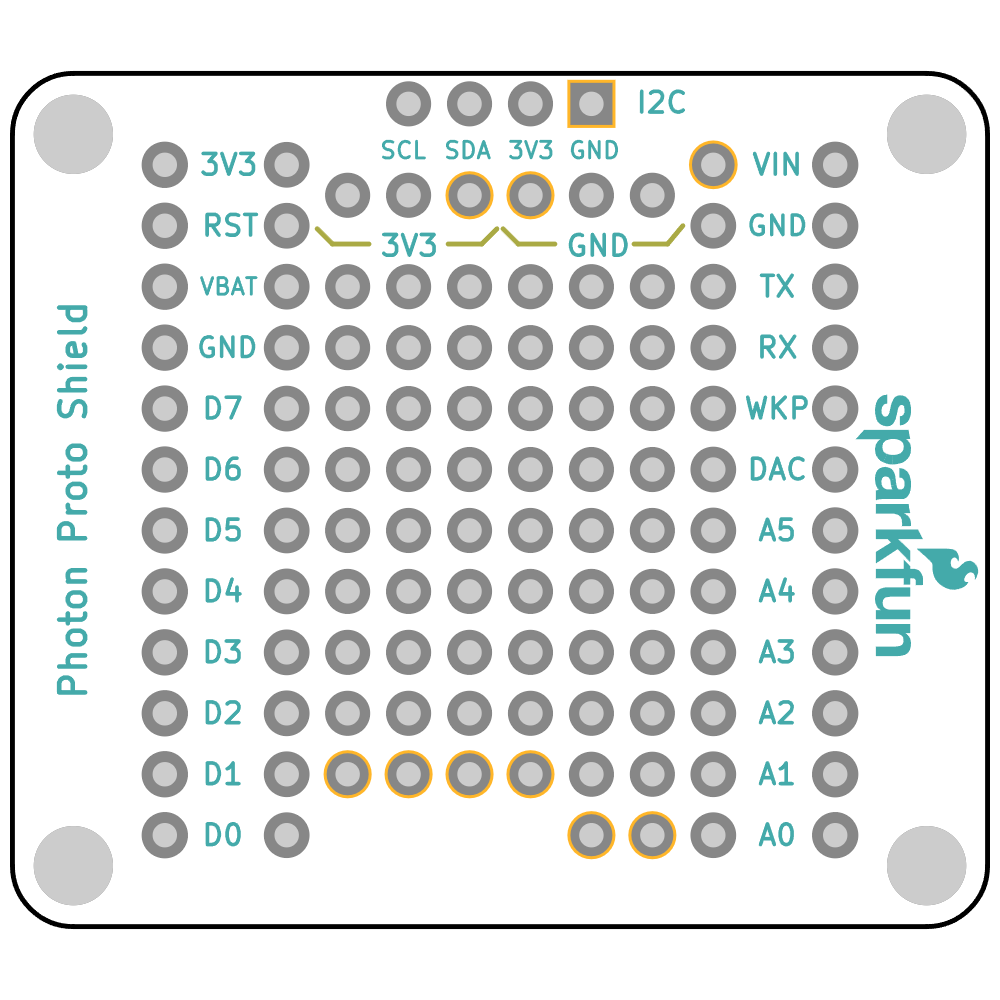 I2C
SCL SDA 3V3 GND
3V3 VIN
RST 3V3 GND GND
VBAT TX
GND RX
D7 WKP
D6 DAC
D5 A5
D4 A4
D3 A3
D2 A2
D1 A1
D0 A0
Photon Proto Shield
sparkfun